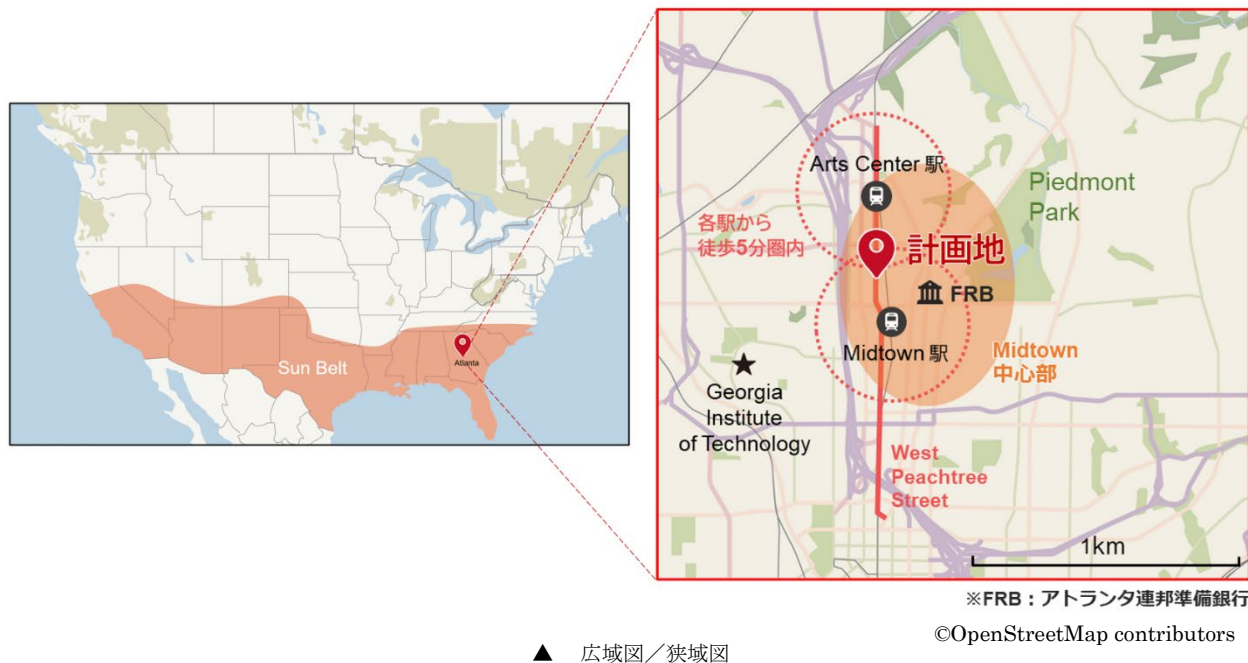 Sun Belt
Atlanta
Arts Center 駅
Piedmont
Park
各駅から
徒歩5分圏内
計画地
FRB
Midtown 駅
Midtown
中心部
Georgia
Institute
of Technology
West
Peachtree
Street
1km
※FRB：アトランタ連邦準備銀行
©OpenStreetMap contributors
▲ 広域図／狭域図